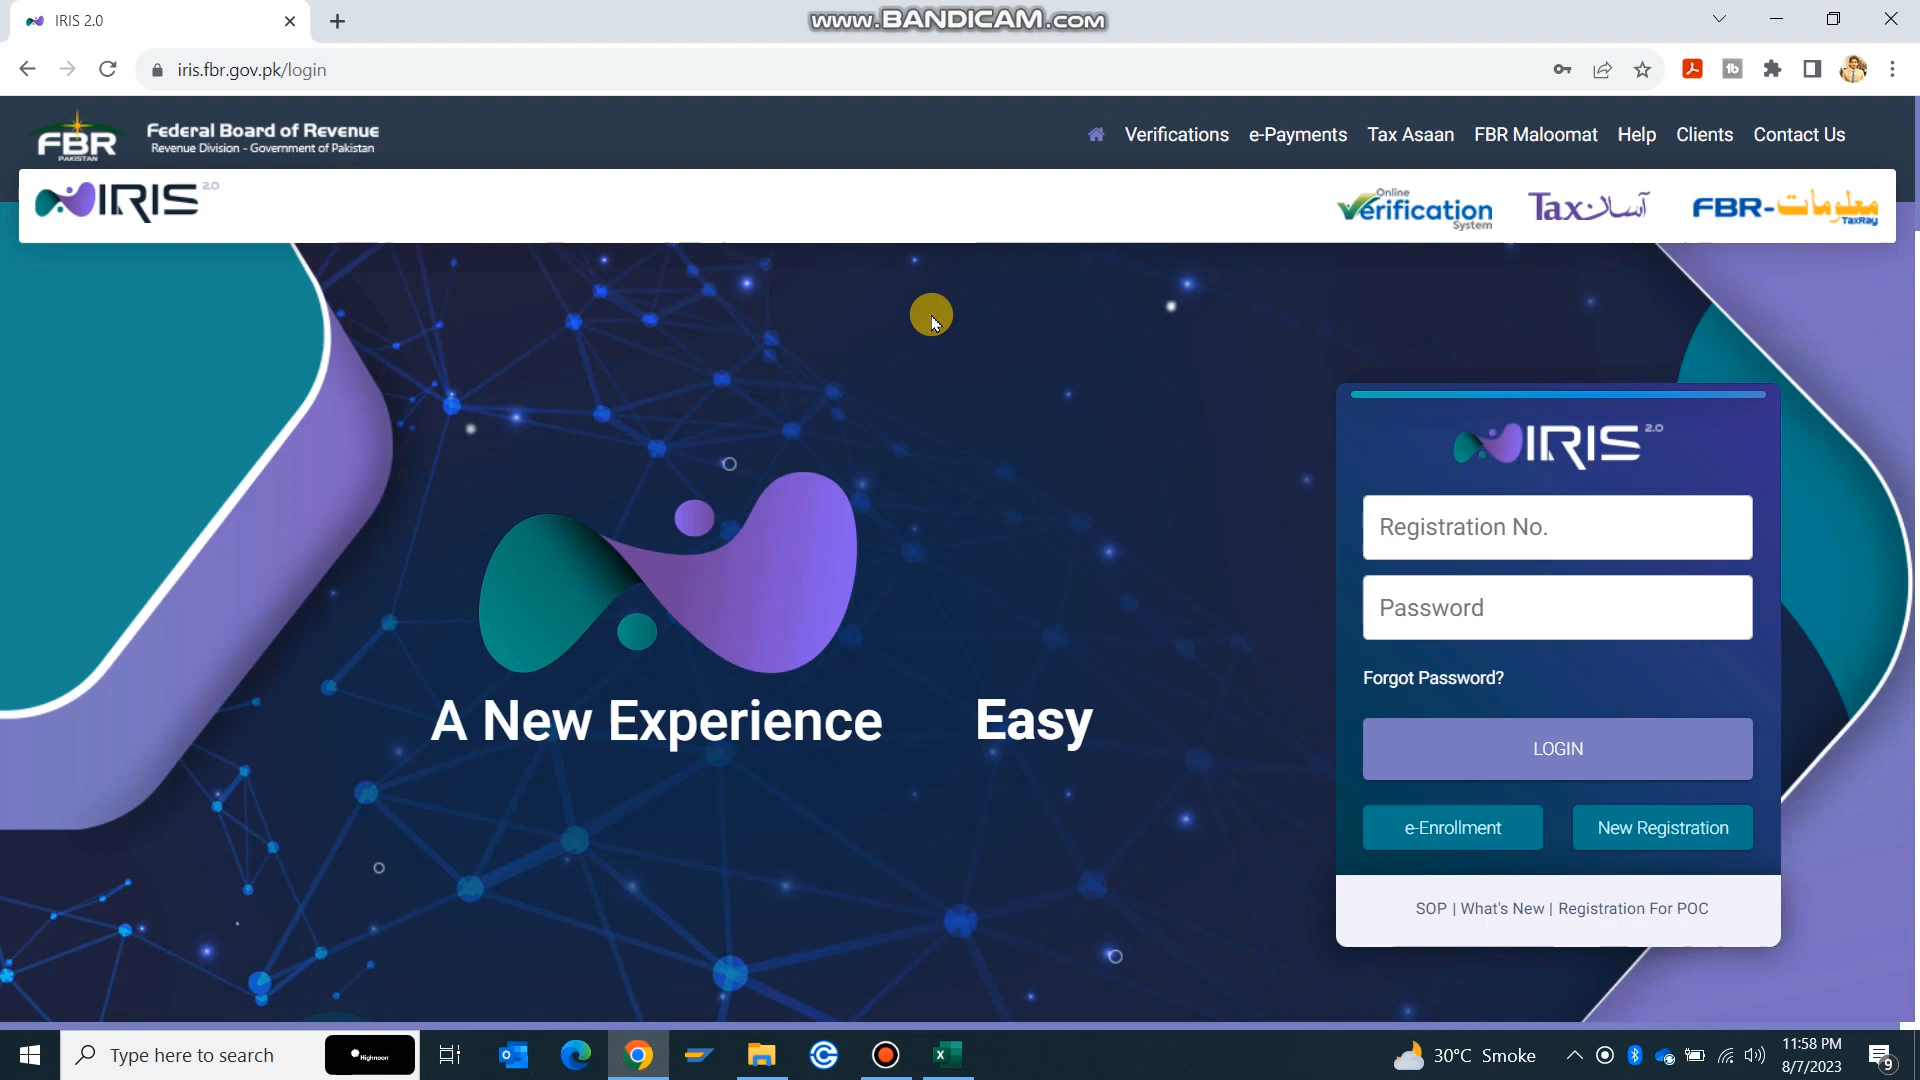 IRIS 2.0
www.BANDICAM.com
iris.fbr.gov.pk/login
FBR
PAKISTAN
Federal Board of Revenue
Revenue Division - Government of Pakistan
Verifications
e-Payments
Tax Asaan
FBR Maloomat
Help
Clients
Contact Us
IRIS 2.0
Online
Verification
System
Tax آسان
FBR-معلومات
TaxRay
IRIS 2.0
Registration No.
Password
Forgot Password?
A New Experience
Easy
LOGIN
e-Enrollment
New Registration
SOP | What's New | Registration For POC
Type here to search
Highnoon
30°C Smoke
11:58 PM
8/7/2023
9